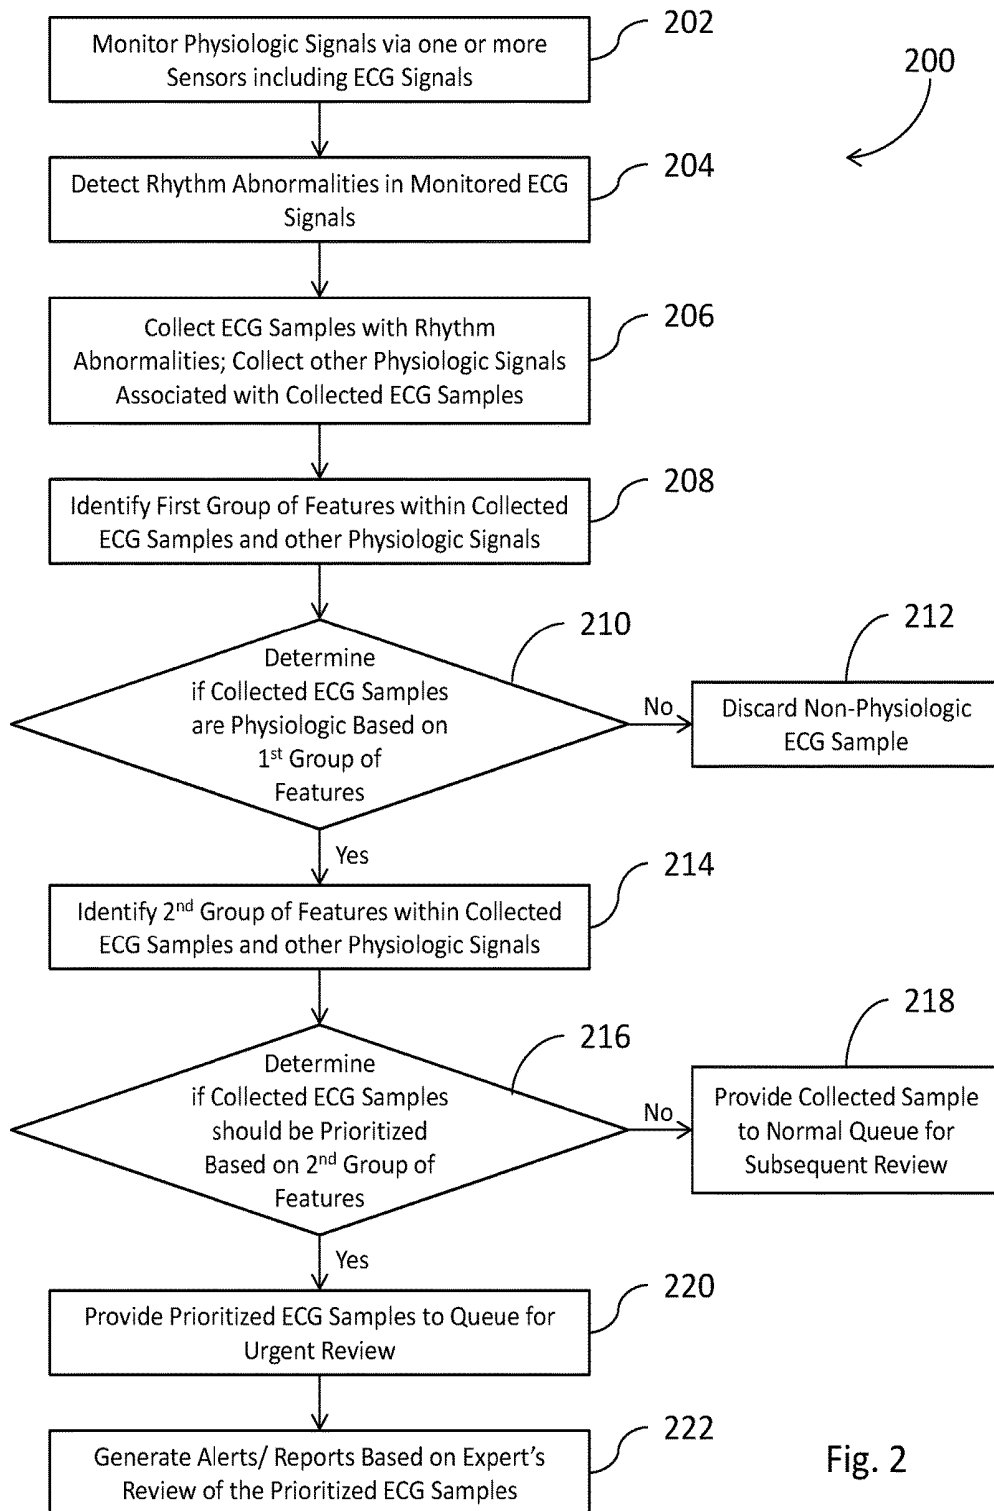 202
Monitor Physiologic Signals via one or more
Sensors including ECG Signals
200
204
Detect Rhythm Abnormalities in Monitored ECG
Signals
206
Collect ECG Samples with Rhythm
Abnormalities; Collect other Physiologic Signals
Associated with Collected ECG Samples
208
Identify First Group of Features within Collected
ECG Samples and other Physiologic Signals
210
Determine
if Collected ECG Samples
are Physiologic Based on
1st Group of
Features
No
212
Discard Non-Physiologic
ECG Sample
Yes
214
Identify 2nd Group of Features within Collected
ECG Samples and other Physiologic Signals
216
Determine
if Collected ECG Samples
should be Prioritized
Based on 2nd Group of
Features
No
218
Provide Collected Sample
to Normal Queue for
Subsequent Review
Yes
220
Provide Prioritized ECG Samples to Queue for
Urgent Review
222
Generate Alerts/ Reports Based on Expert's
Review of the Prioritized ECG Samples
Fig. 2